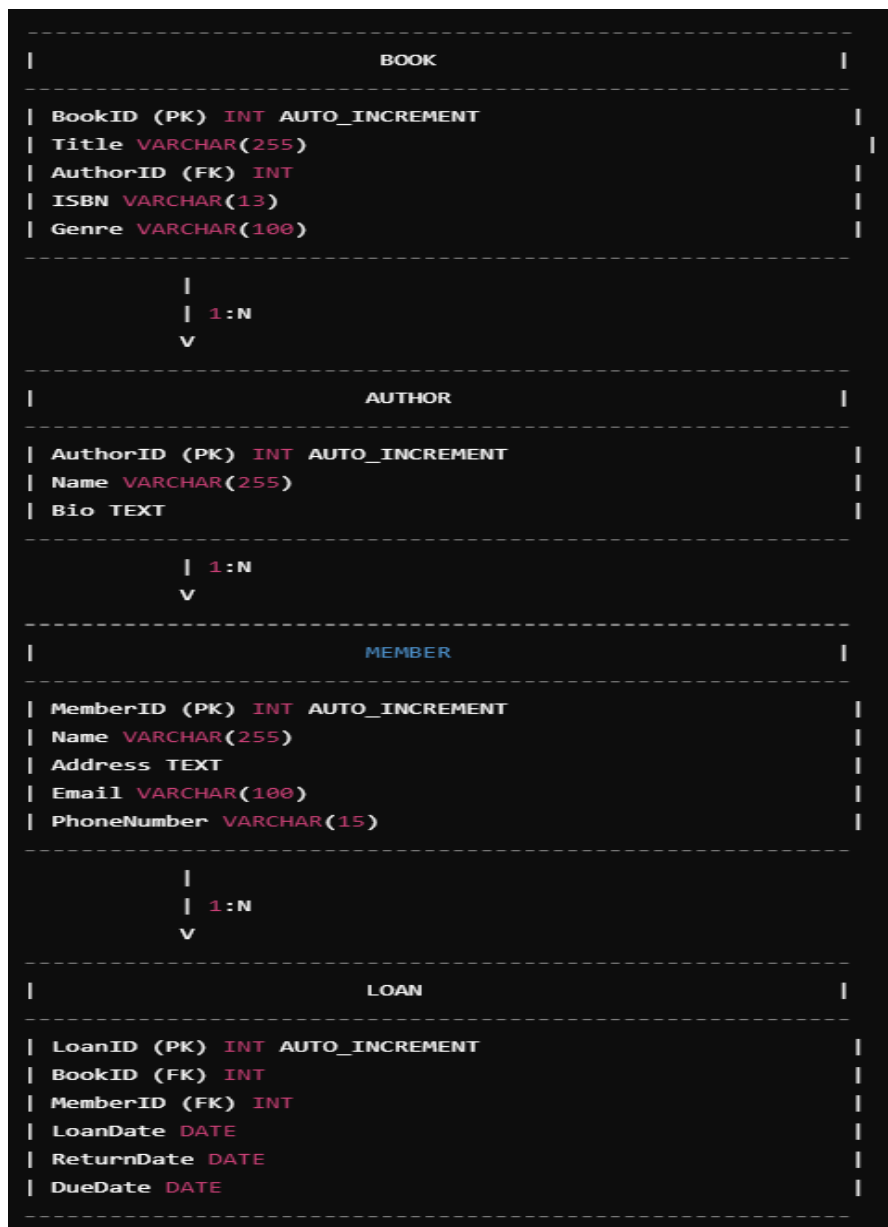 ------------------------------------------------------------
|                         BOOK                             |
------------------------------------------------------------
| BookID (PK) INT AUTO_INCREMENT                           |
| Title VARCHAR(255)                                        |
| AuthorID (FK) INT                                        |
| ISBN VARCHAR(13)                                         |
| Genre VARCHAR(100)                                       |
------------------------------------------------------------
           |
           | 1:N
           v
------------------------------------------------------------
|                        AUTHOR                            |
------------------------------------------------------------
| AuthorID (PK) INT AUTO_INCREMENT                         |
| Name VARCHAR(255)                                        |
| Bio TEXT                                                 |
------------------------------------------------------------
           | 1:N
           v
------------------------------------------------------------
|                        MEMBER                            |
------------------------------------------------------------
| MemberID (PK) INT AUTO_INCREMENT                         |
| Name VARCHAR(255)                                        |
| Address TEXT                                             |
| Email VARCHAR(100)                                       |
| PhoneNumber VARCHAR(15)                                  |
------------------------------------------------------------
           |
           | 1:N
           v
------------------------------------------------------------
|                        LOAN                              |
------------------------------------------------------------
| LoanID (PK) INT AUTO_INCREMENT                           |
| BookID (FK) INT                                          |
| MemberID (FK) INT                                        |
| LoanDate DATE                                            |
| ReturnDate DATE                                          |
| DueDate DATE                                             |
------------------------------------------------------------